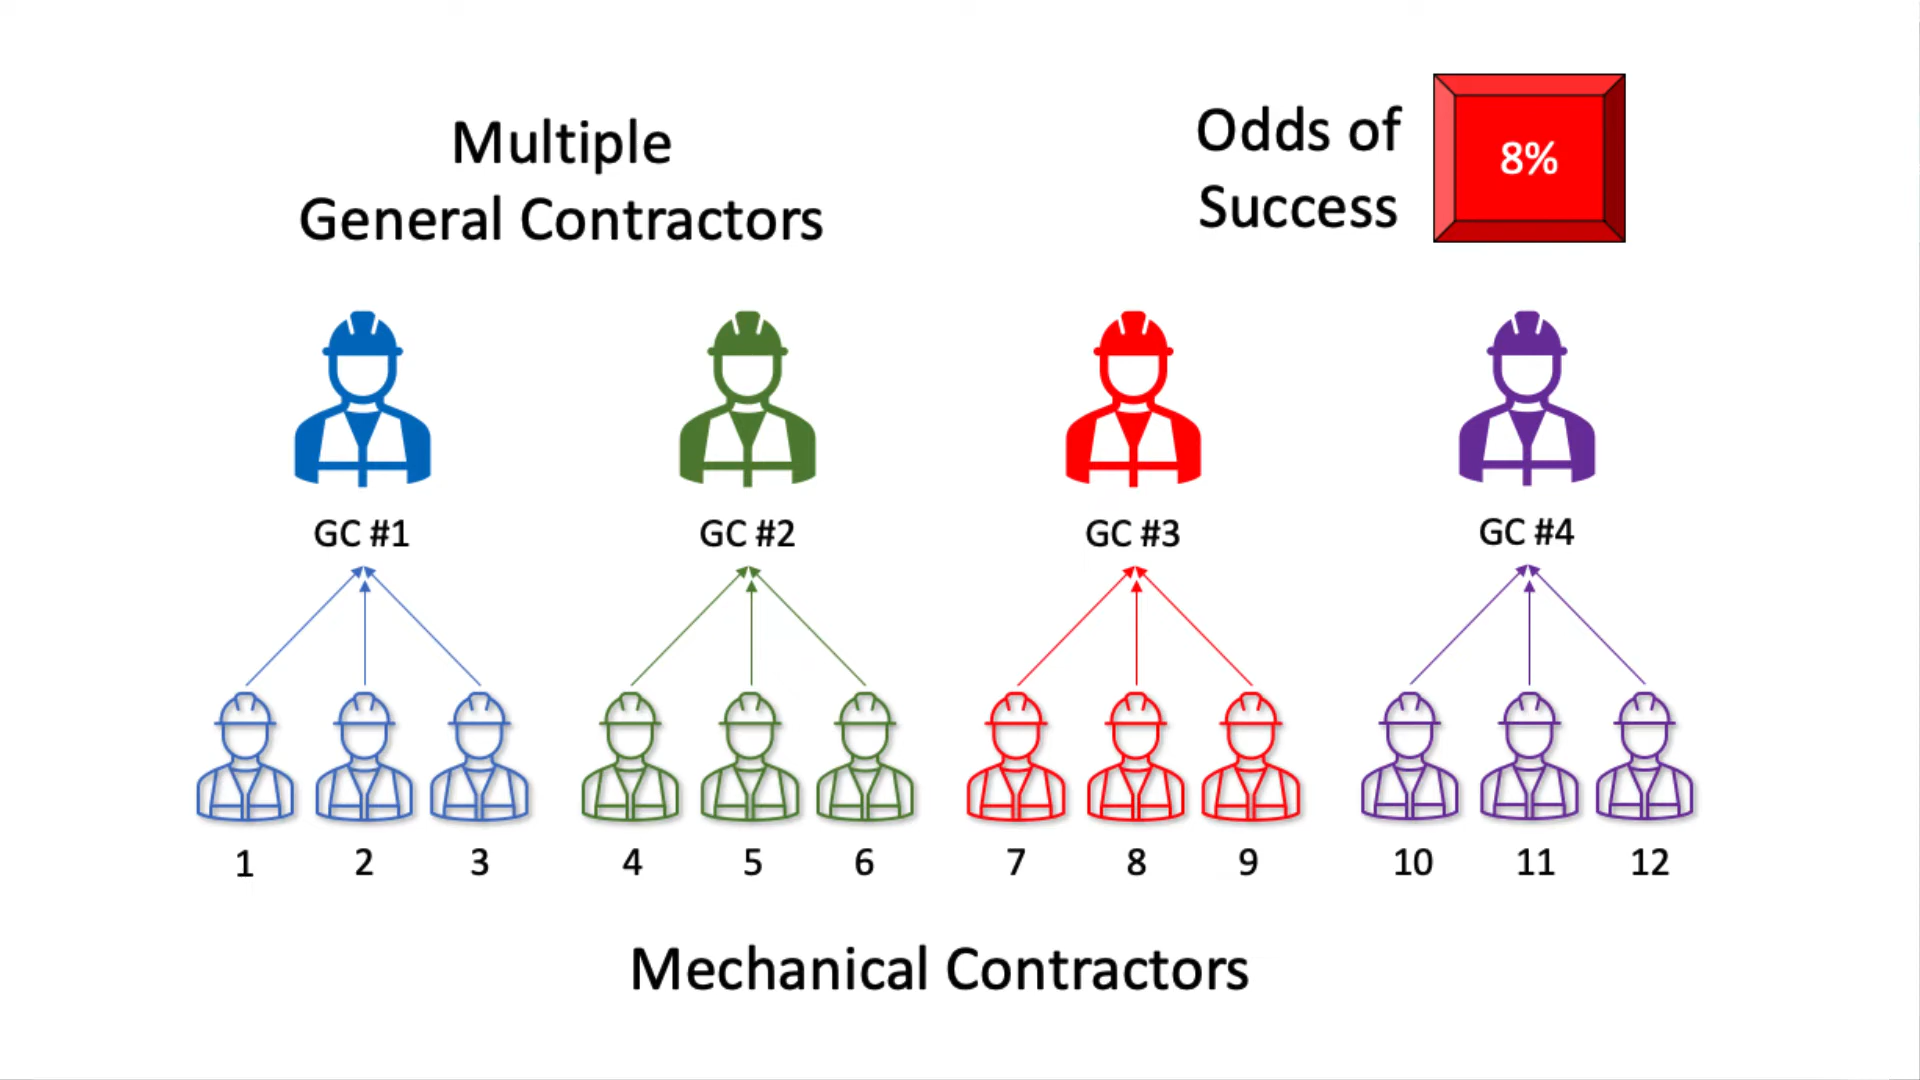 Multiple
General Contractors
Odds of
Success
8%
GC #1
GC #2
GC #3
GC #4
1 2 3 4 5 6 7 8 9 10 11 12
Mechanical Contractors